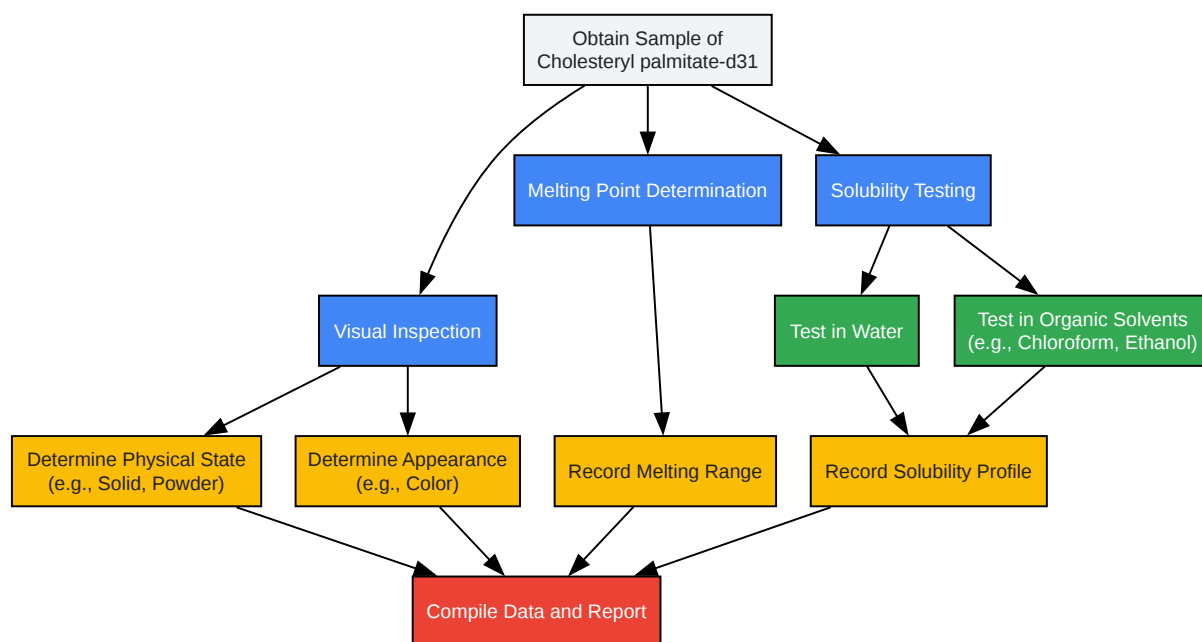 Obtain Sample of
Cholesteryl palmitate-d31
Melting Point Determination
Solubility Testing
Visual Inspection
Test in Water
Test in Organic Solvents
(e.g., Chloroform, Ethanol)
Determine Physical State
(e.g., Solid, Powder)
Determine Appearance
(e.g., Color)
Record Melting Range
Record Solubility Profile
Compile Data and Report